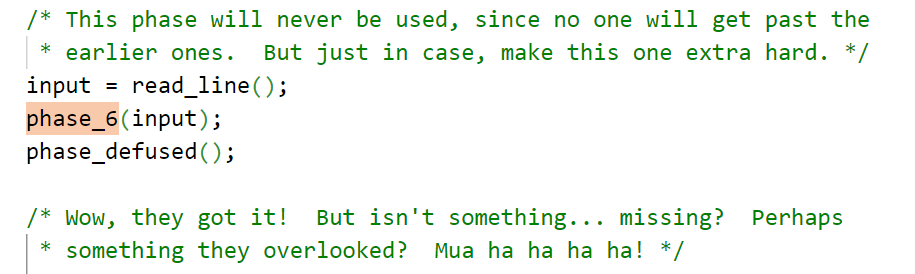 /* This phase will never be used, since no one will get past the
 * earlier ones.  But just in case, make this one extra hard. */
input = read_line();
phase_6(input);
phase_defused();

/* Wow, they got it!  But isn't something... missing?  Perhaps
 * something they overlooked?  Mua ha ha ha ha! */